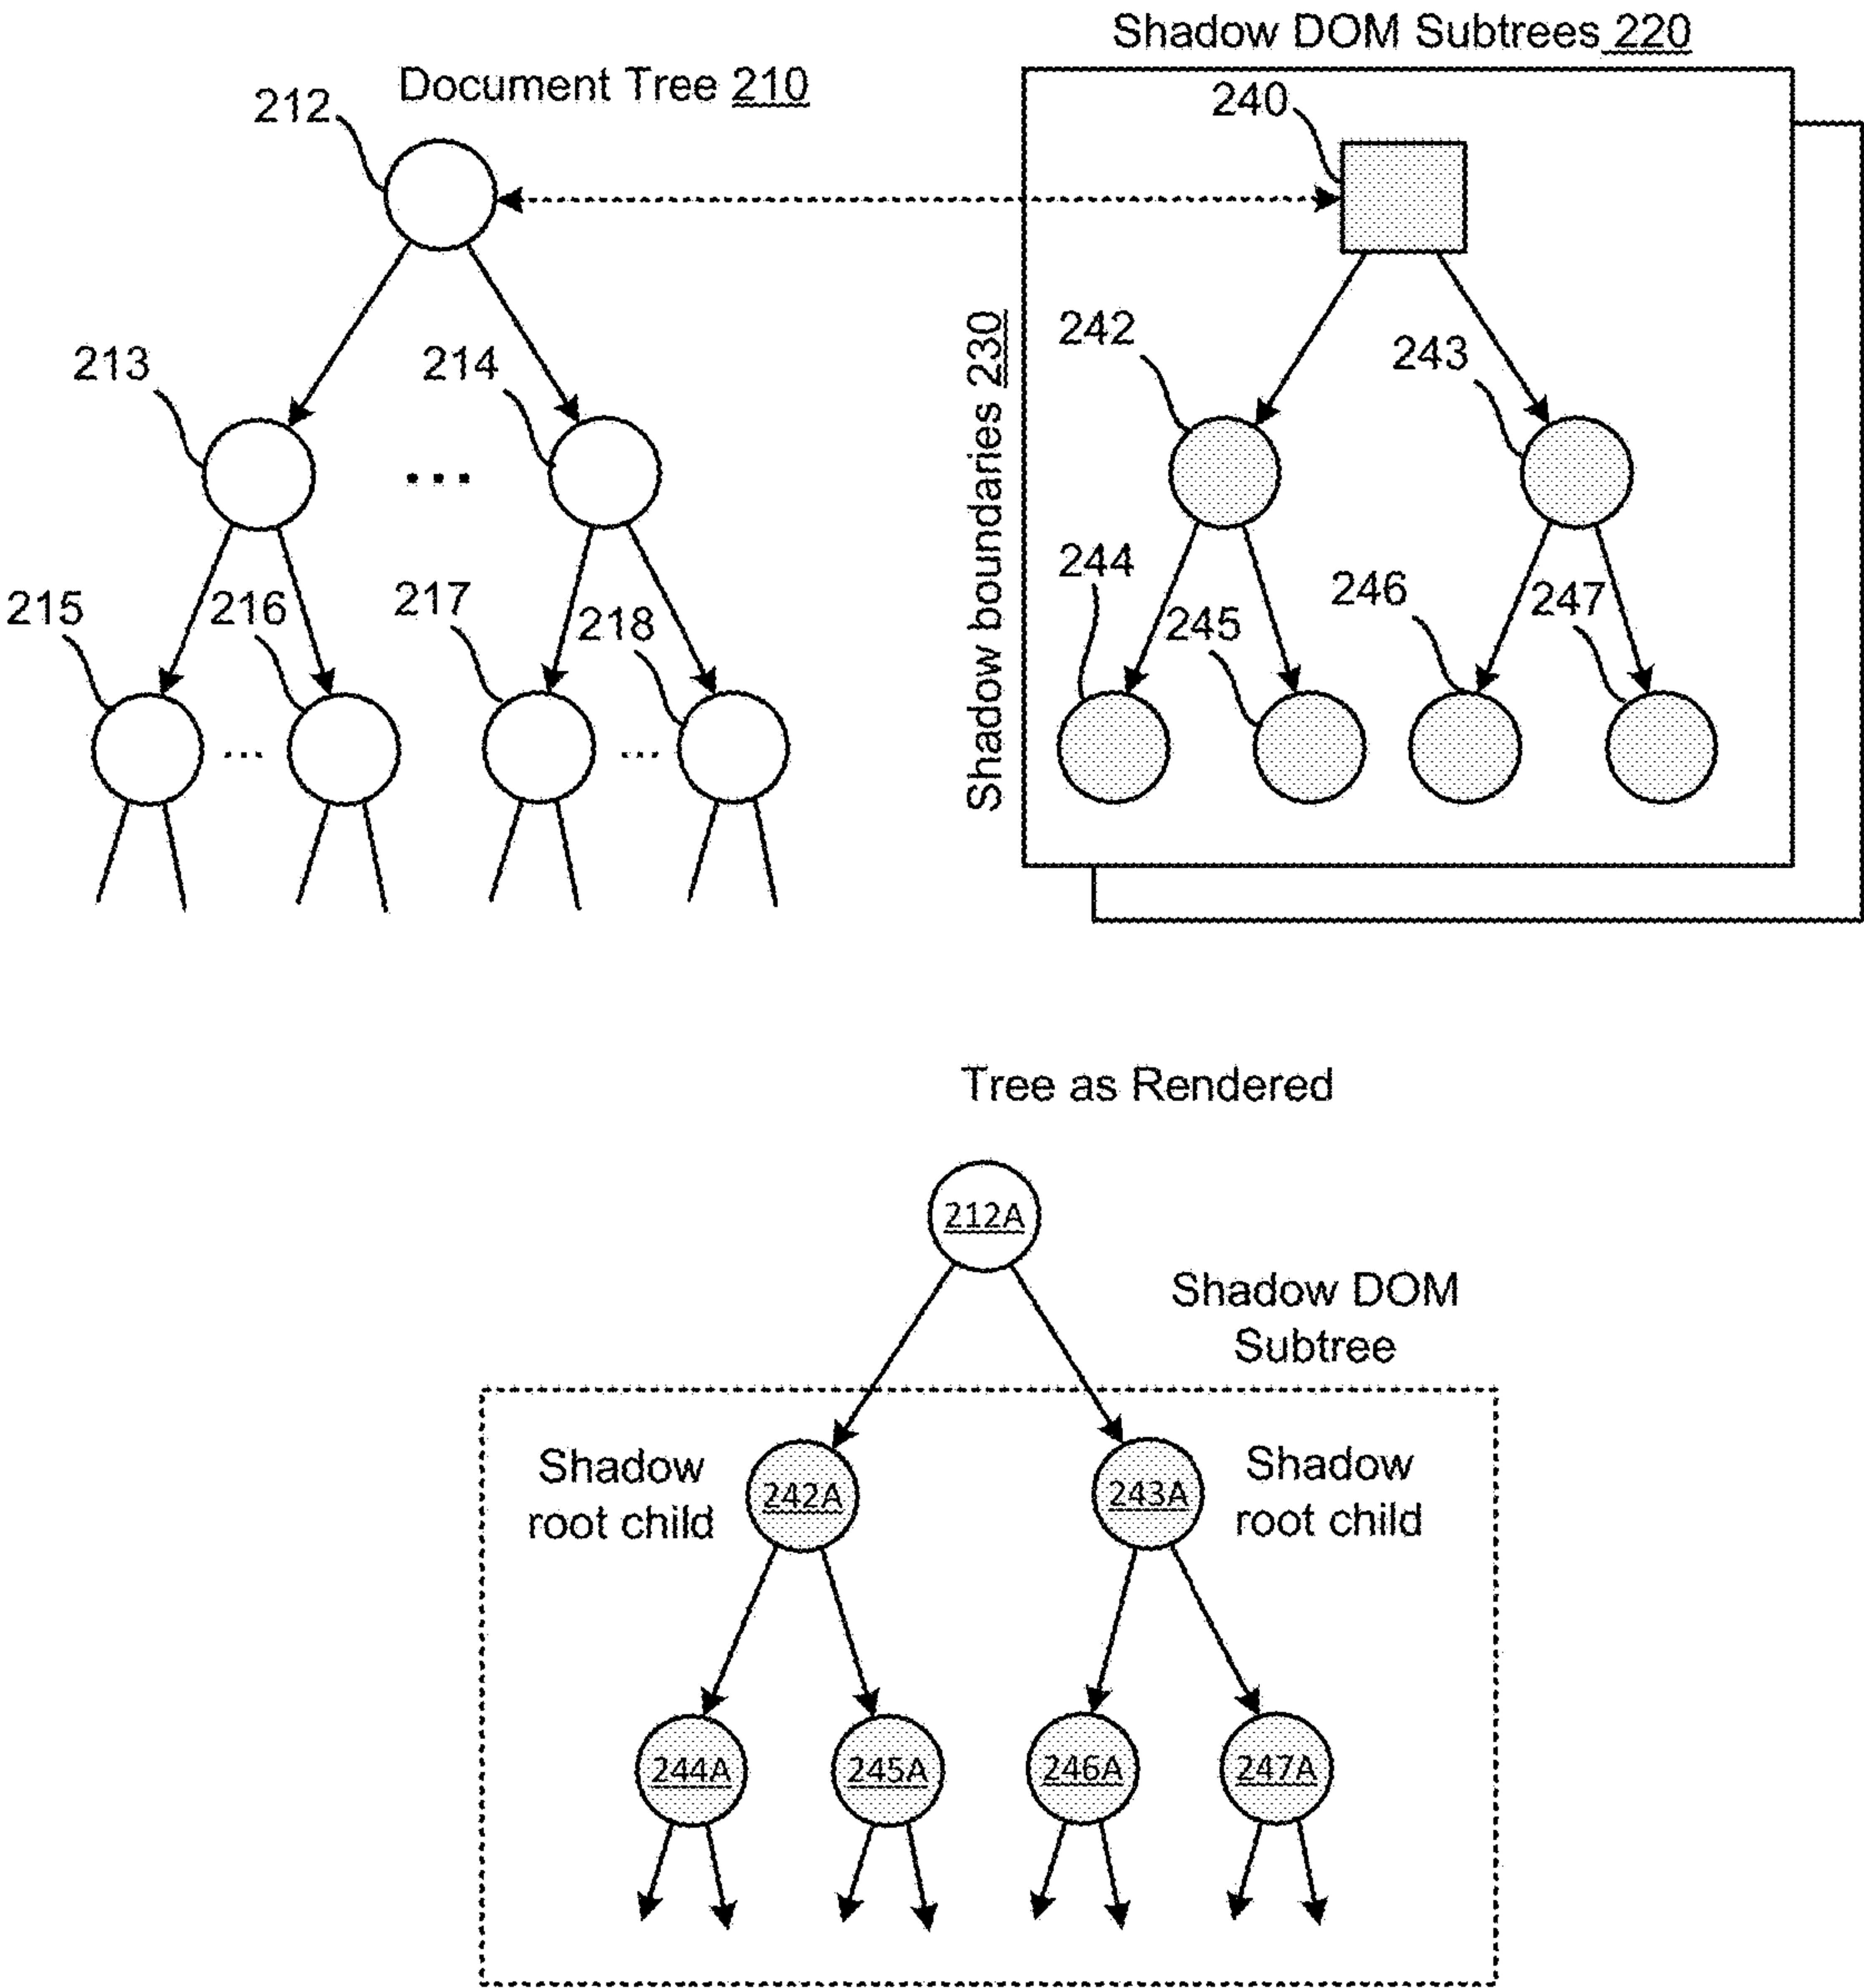 Shadow DOM Subtrees 220
Document Tree 210
212
240
Shadow boundaries 230
213
214
242
243
215
216
217
218
244
245
246
247
Tree as Rendered
212A
Shadow DOM
Subtree
Shadow
root child
242A
243A
Shadow
root child
244A
245A
246A
247A